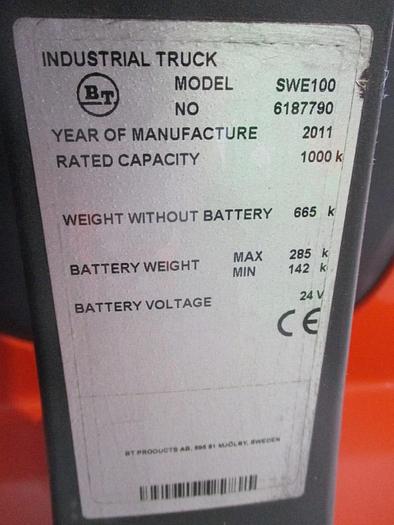 INDUSTRIAL TRUCK
BT MODEL SWE100
NO 6187790
YEAR OF MANUFACTURE 2011
RATED CAPACITY 1000 k
WEIGHT WITHOUT BATTERY 665 k
BATTERY WEIGHT MAX 285 k
MIN 142 k
BATTERY VOLTAGE 24 V
CE
BT PRODUCTS AB, 595 81 MJÖLBY, SWEDEN